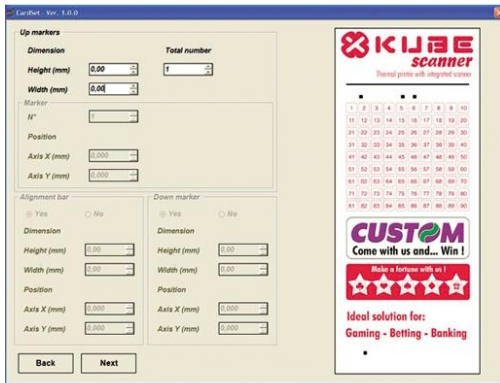 CardSet - Ver. 1.0.0
Up markers
Dimension
Total number
Height (mm)
0,00
1
Width (mm)
0,00
Marker
N°
1
Position
Axis X (mm)
0,000
Axis Y (mm)
0,000
Alignment bar
Yes
No
Dimension
Height (mm)
0,00
Width (mm)
0,00
Position
Axis X (mm)
0,000
Axis Y (mm)
0,000
Down marker
Yes
No
Dimension
Height (mm)
0,00
Width (mm)
0,00
Position
Axis X (mm)
0,000
Axis Y (mm)
0,000
Back
Next
KUBE
scanner
Thermal printer with integrated scanner
1 2 3 4 5 6 7 8 9 10
11 12 13 14 15 16 17 18 19 20
21 22 23 24 25 26 27 28 29 30
31 32 33 34 35 36 37 38 39 40
41 42 43 44 45 46 47 48 49 50
51 52 53 54 55 56 57 58 59 60
61 62 63 64 65 66 67 68 69 70
71 72 73 74 75 76 77 78 79 80
81 82 83 84 85 86 87 88 89 90
CUSTOM
Come with us and... Win !
Make a fortune with us !
Ideal solution for:
Gaming - Betting - Banking